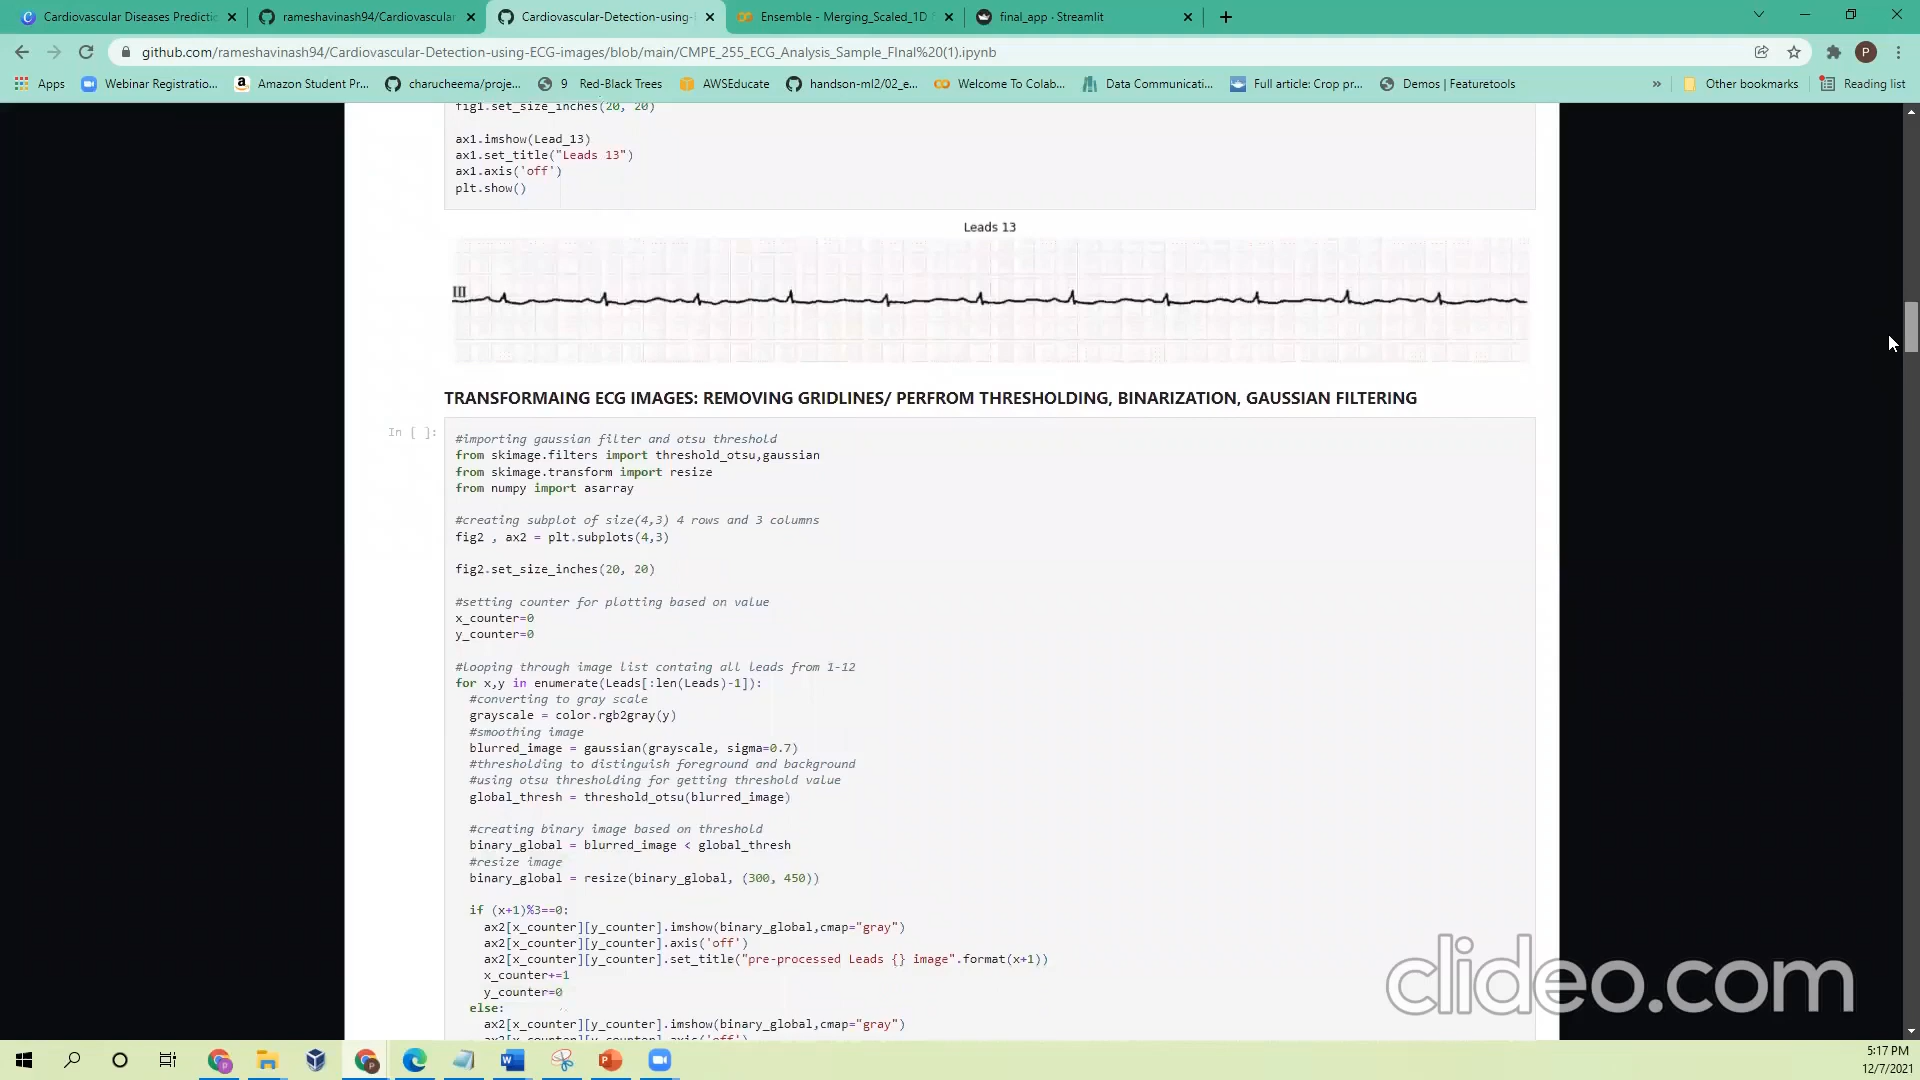 Cardiovascular Diseases Predictio
rameshavinash94/Cardiovascular
Cardiovascular-Detection-using-
Ensemble - Merging_Scaled_1D
final_app · Streamlit
github.com/rameshavinash94/Cardiovascular-Detection-using-ECG-images/blob/main/CMPE_255_ECG_Analysis_Sample_FInal%20(1).ipynb
Apps
Webinar Registratio...
Amazon Student Pr...
charucheema/proje...
9
Red-Black Trees
AWSEducate
handson-ml2/02_e...
Welcome To Colab...
Data Communicati...
Full article: Crop pr...
Demos | Featuretools
»
Other bookmarks
Reading list
fig1.set_size_inches(20, 20)
ax1.imshow(Lead_13)
ax1.set_title("Leads 13")
ax1.axis('off')
plt.show()
Leads 13
III
TRANSFORMAING ECG IMAGES: REMOVING GRIDLINES/ PERFROM THRESHOLDING, BINARIZATION, GAUSSIAN FILTERING
In [ ]:
#importing gaussian filter and otsu threshold
from skimage.filters import threshold_otsu,gaussian
from skimage.transform import resize
from numpy import asarray
#creating subplot of size(4,3) 4 rows and 3 columns
fig2 , ax2 = plt.subplots(4,3)
fig2.set_size_inches(20, 20)
#setting counter for plotting based on value
x_counter=0
y_counter=0
#looping through image list containg all leads from 1-12
for x,y in enumerate(Leads[:len(Leads)-1]):
#converting to gray scale
grayscale = color.rgb2gray(y)
#smoothing image
blurred_image = gaussian(grayscale, sigma=0.7)
#thresholding to distinguish foreground and background
#using otsu thresholding for getting threshold value
global_thresh = threshold_otsu(blurred_image)
#creating binary image based on threshold
binary_global = blurred_image < global_thresh
#resize image
binary_global = resize(binary_global, (300, 450))
if (x+1)%3==0:
ax2[x_counter][y_counter].imshow(binary_global,cmap="gray")
ax2[x_counter][y_counter].axis('off')
ax2[x_counter][y_counter].set_title("pre-processed Leads {} image".format(x+1))
x_counter+=1
y_counter=0
else:
ax2[x_counter][y_counter].imshow(binary_global,cmap="gray")
clideo.com
5:17 PM
12/7/2021